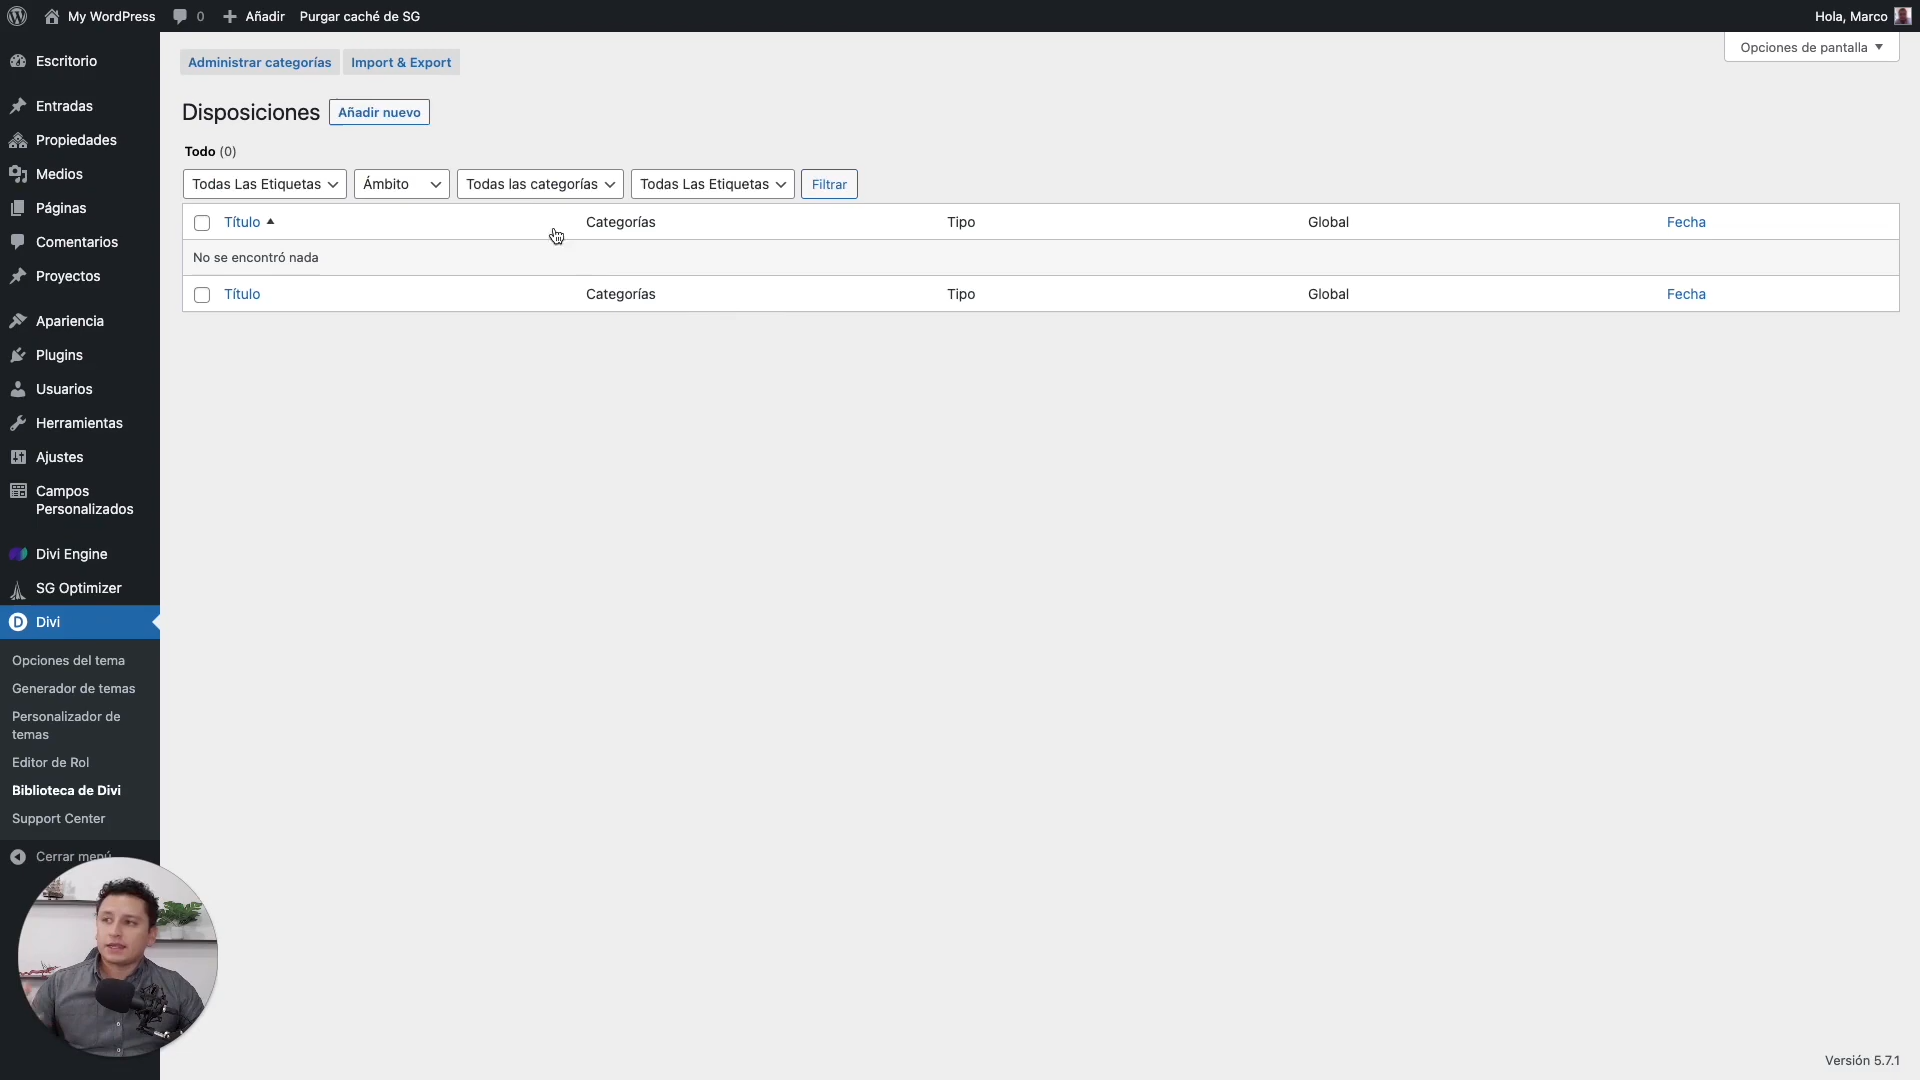 My WordPress
0
Añadir
Purgar caché de SG
Hola, Marco
Opciones de pantalla
Escritorio
Entradas
Propiedades
Medios
Páginas
Comentarios
Proyectos
Apariencia
Plugins
Usuarios
Herramientas
Ajustes
Campos
Personalizados
Divi Engine
SG Optimizer
D Divi
Opciones del tema
Generador de temas
Personalizador de
temas
Editor de Rol
Biblioteca de Divi
Support Center
Cerrar menú
Administrar categorías
Import & Export
Disposiciones
Añadir nuevo
Todo (0)
Todas Las Etiquetas
Ámbito
Todas las categorías
Todas Las Etiquetas
Filtrar
Título
Categorías
Tipo
Global
Fecha
No se encontró nada
Título
Categorías
Tipo
Global
Fecha
Versión 5.7.1